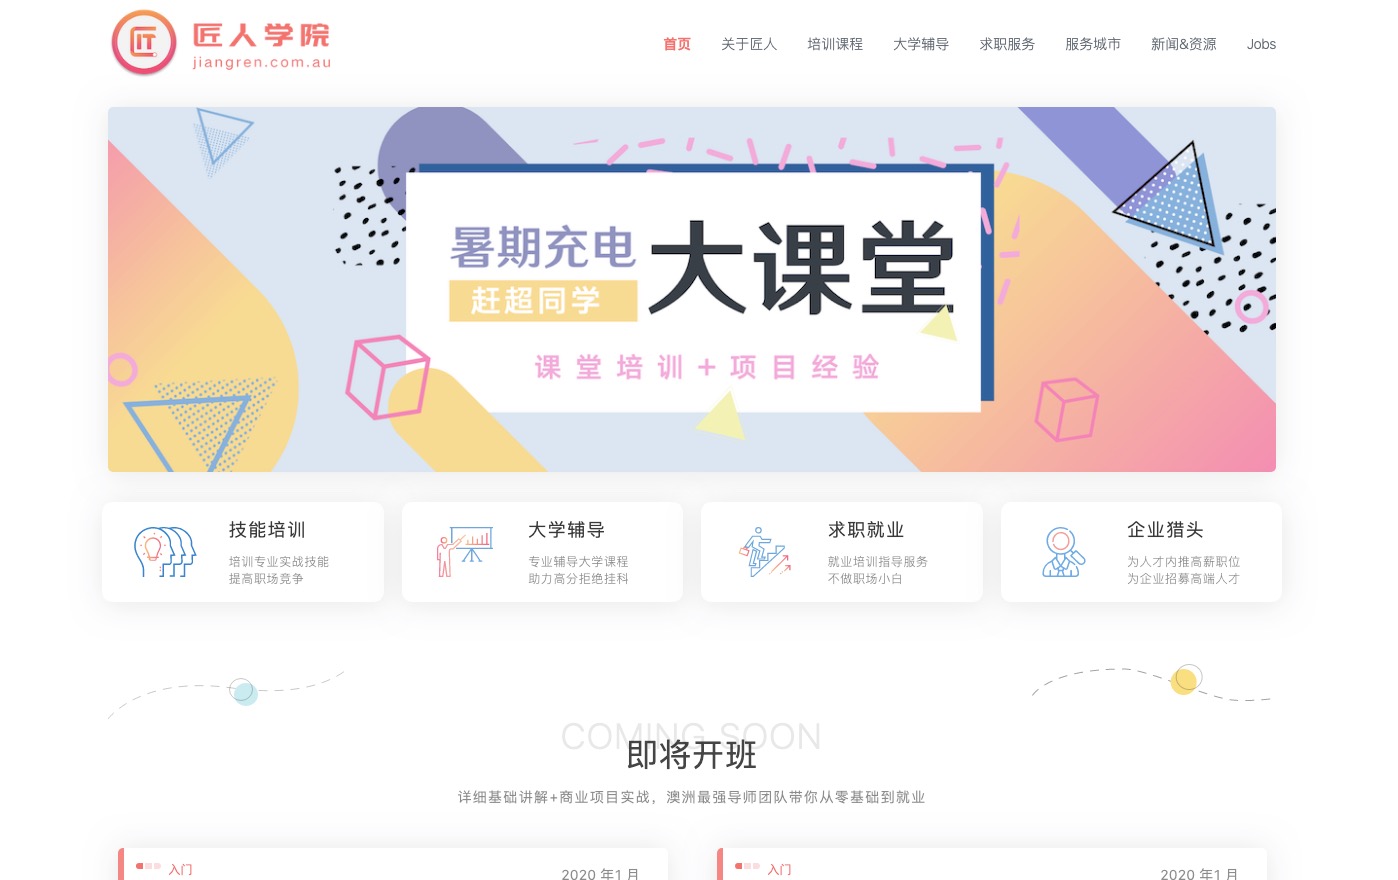 匠人学院
jiangren.com.au
首页 关于匠人 培训课程 大学辅导 求职服务 服务城市 新闻&资源 Jobs
暑期充电
赶超同学
大课堂
课堂培训+项目经验
技能培训
培训专业实战技能
提高职场竞争
大学辅导
专业辅导大学课程
助力高分拒绝挂科
求职就业
就业培训指导服务
不做职场小白
企业猎头
为人才内推高薪职位
为企业招募高端人才
COMING SOON
即将开班
详细基础讲解+商业项目实战，澳洲最强导师团队带你从零基础到就业
入门 2020 年1 月
入门 2020 年1 月